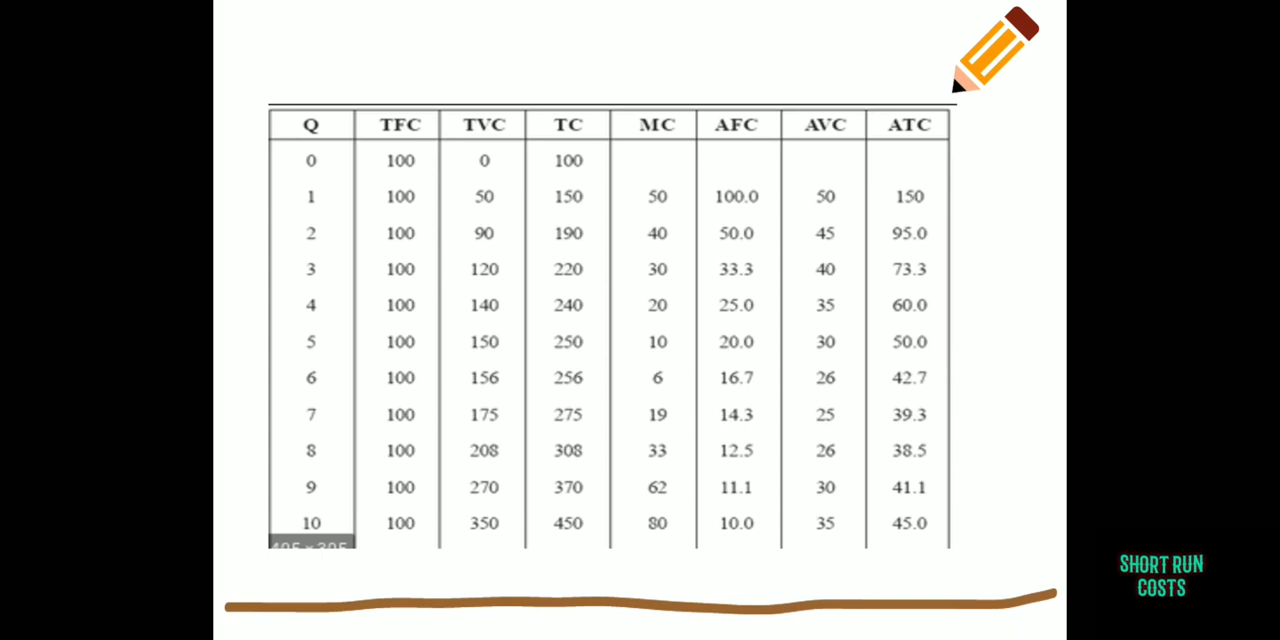 Q TFC TVC TC MC AFC AVC ATC
0 100 0 100
1 100 50 150 50 100.0 50 150
2 100 90 190 40 50.0 45 95.0
3 100 120 220 30 33.3 40 73.3
4 100 140 240 20 25.0 35 60.0
5 100 150 250 10 20.0 30 50.0
6 100 156 256 6 16.7 26 42.7
7 100 175 275 19 14.3 25 39.3
8 100 208 308 33 12.5 26 38.5
9 100 270 370 62 11.1 30 41.1
10 100 350 450 80 10.0 35 45.0
SHORT RUN
COSTS